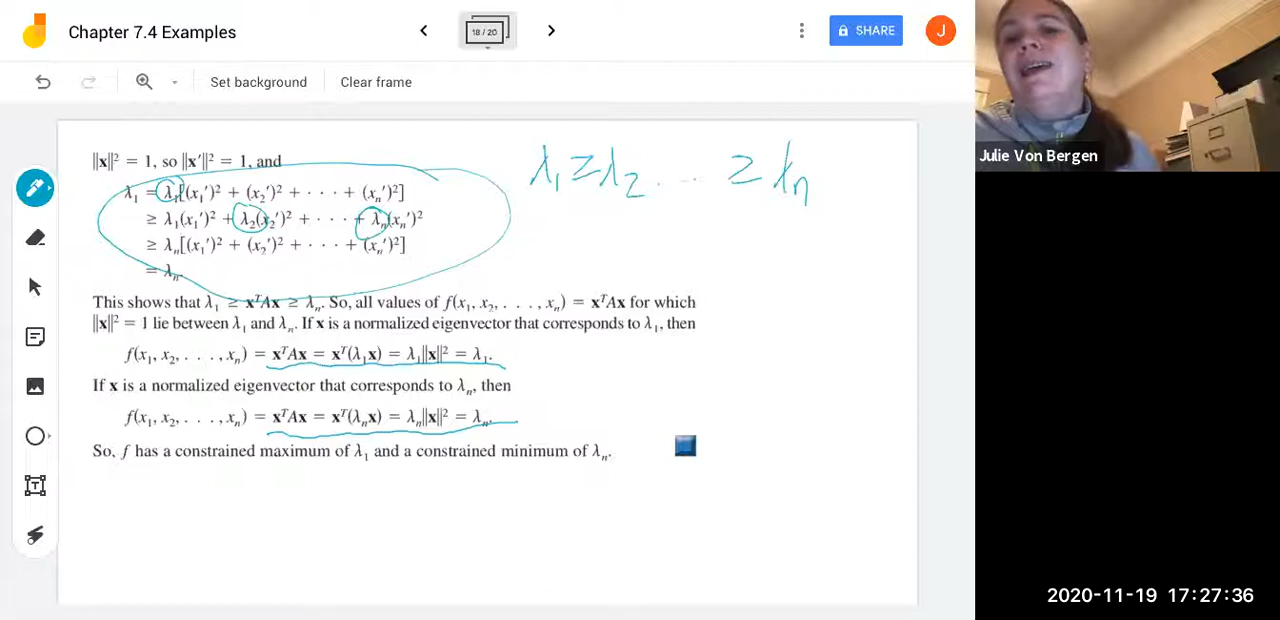 Chapter 7.4 Examples
18 / 20
SHARE
J
Set background
Clear frame
Julie Von Bergen
‖x‖² = 1, so ‖x′‖² = 1, and
λ₁ ≥ λ₂ ... ≥ λₙ
λ₁ = λ₁[(x₁′)² + (x₂′)² + · · · + (xₙ′)²]
≥ λ₁(x₁′)² + λ₂(x₂′)² + · · · + λₙ(xₙ′)²
≥ λₙ[(x₁′)² + (x₂′)² + · · · + (xₙ′)²]
= λₙ.
This shows that λ₁ ≥ xᵀAx ≥ λₙ. So, all values of f(x₁, x₂, . . . , xₙ) = xᵀAx for which
‖x‖² = 1 lie between λ₁ and λₙ. If x is a normalized eigenvector that corresponds to λ₁, then
f(x₁, x₂, . . . , xₙ) = xᵀAx = xᵀ(λ₁x) = λ₁‖x‖² = λ₁.
If x is a normalized eigenvector that corresponds to λₙ, then
f(x₁, x₂, . . . , xₙ) = xᵀAx = xᵀ(λₙx) = λₙ‖x‖² = λₙ.
So, f has a constrained maximum of λ₁ and a constrained minimum of λₙ.
2020-11-19 17:27:36